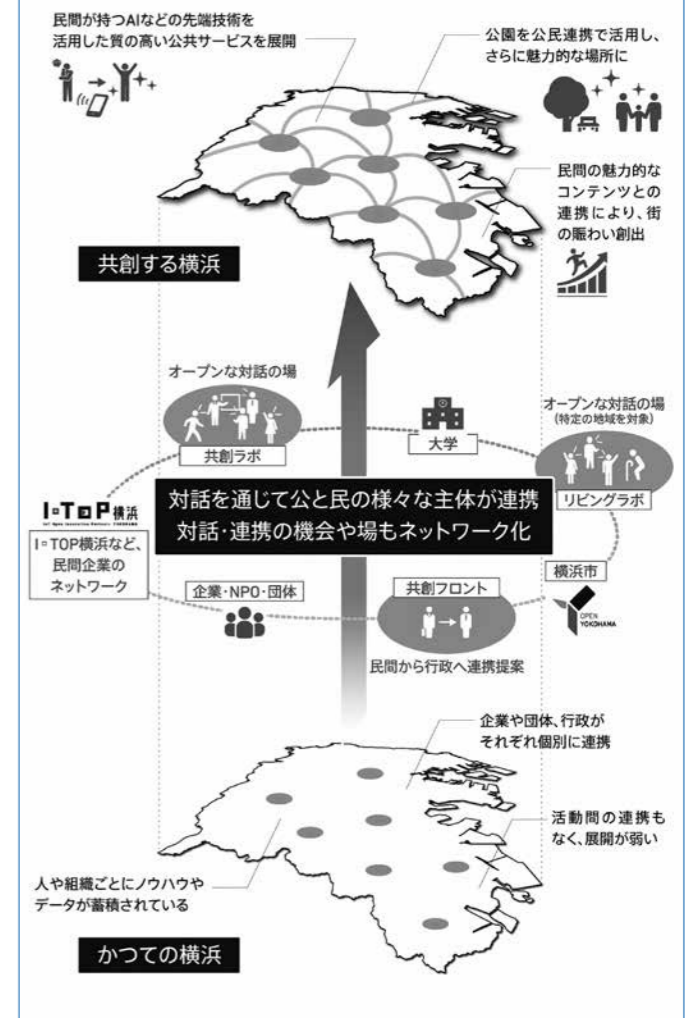 民間が持つAIなどの先端技術を
活用した質の高い公共サービスを展開
公園を公民連携で活用し、
さらに魅力的な場所に
民間の魅力的な
コンテンツとの
連携により、街
の賑わい創出
共創する横浜
オープンな対話の場
共創ラボ
大学
オープンな対話の場
(特定の地域を対象)
リビングラボ
対話を通じて公と民の様々な主体が連携
対話・連携の機会や場もネットワーク化
I・TOP横浜
IoT Open Innovation Partners YOKOHAMA
I・TOP横浜など、
民間企業の
ネットワーク
企業・NPO・団体
共創フロント
民間から行政へ連携提案
横浜市
OPEN
YOKOHAMA
企業や団体、行政が
それぞれ個別に連携
活動間の連携も
なく、展開が弱い
人や組織ごとにノウハウや
データが蓄積されている
かつての横浜